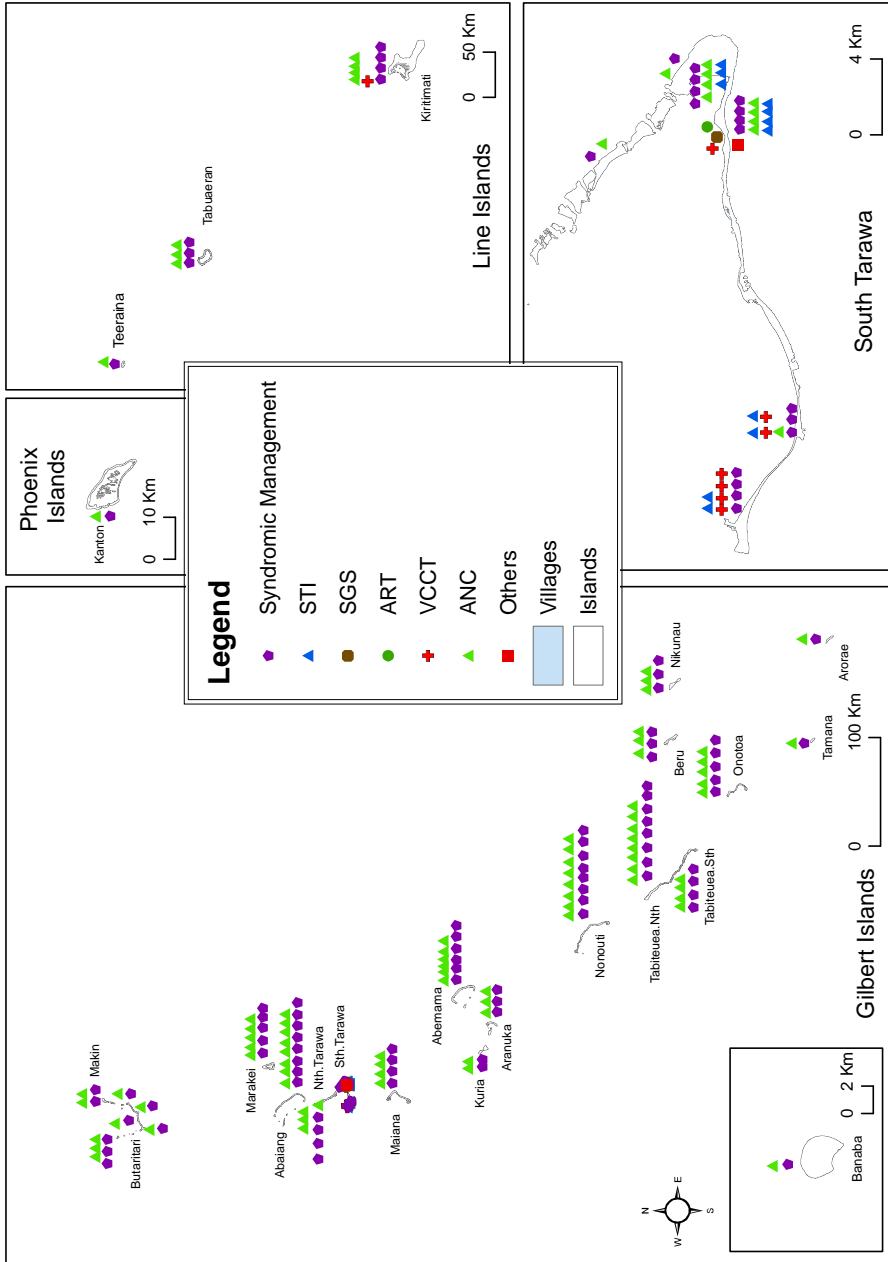 Makin
Butaritari
Marakei
Abaiang
Nth.Tarawa
Sth.Tarawa
Maiana
Abemama
Kuria
Aranuka
Nonouti
Tabiteuea.Nth
Tabiteuea.Sth
Beru
Nikunau
Onotoa
Tamana
Arorae
N
W
E
S
Banaba
0
2 Km
Gilbert Islands
0
100 Km
Phoenix
Islands
Kanton
0
10 Km
Teeraina
Tabuaeran
Kiritimati
Line Islands
0
50 Km
Legend
Syndromic Management
STI
SGS
ART
VCCT
ANC
Others
Villages
Islands
South Tarawa
0
4 Km